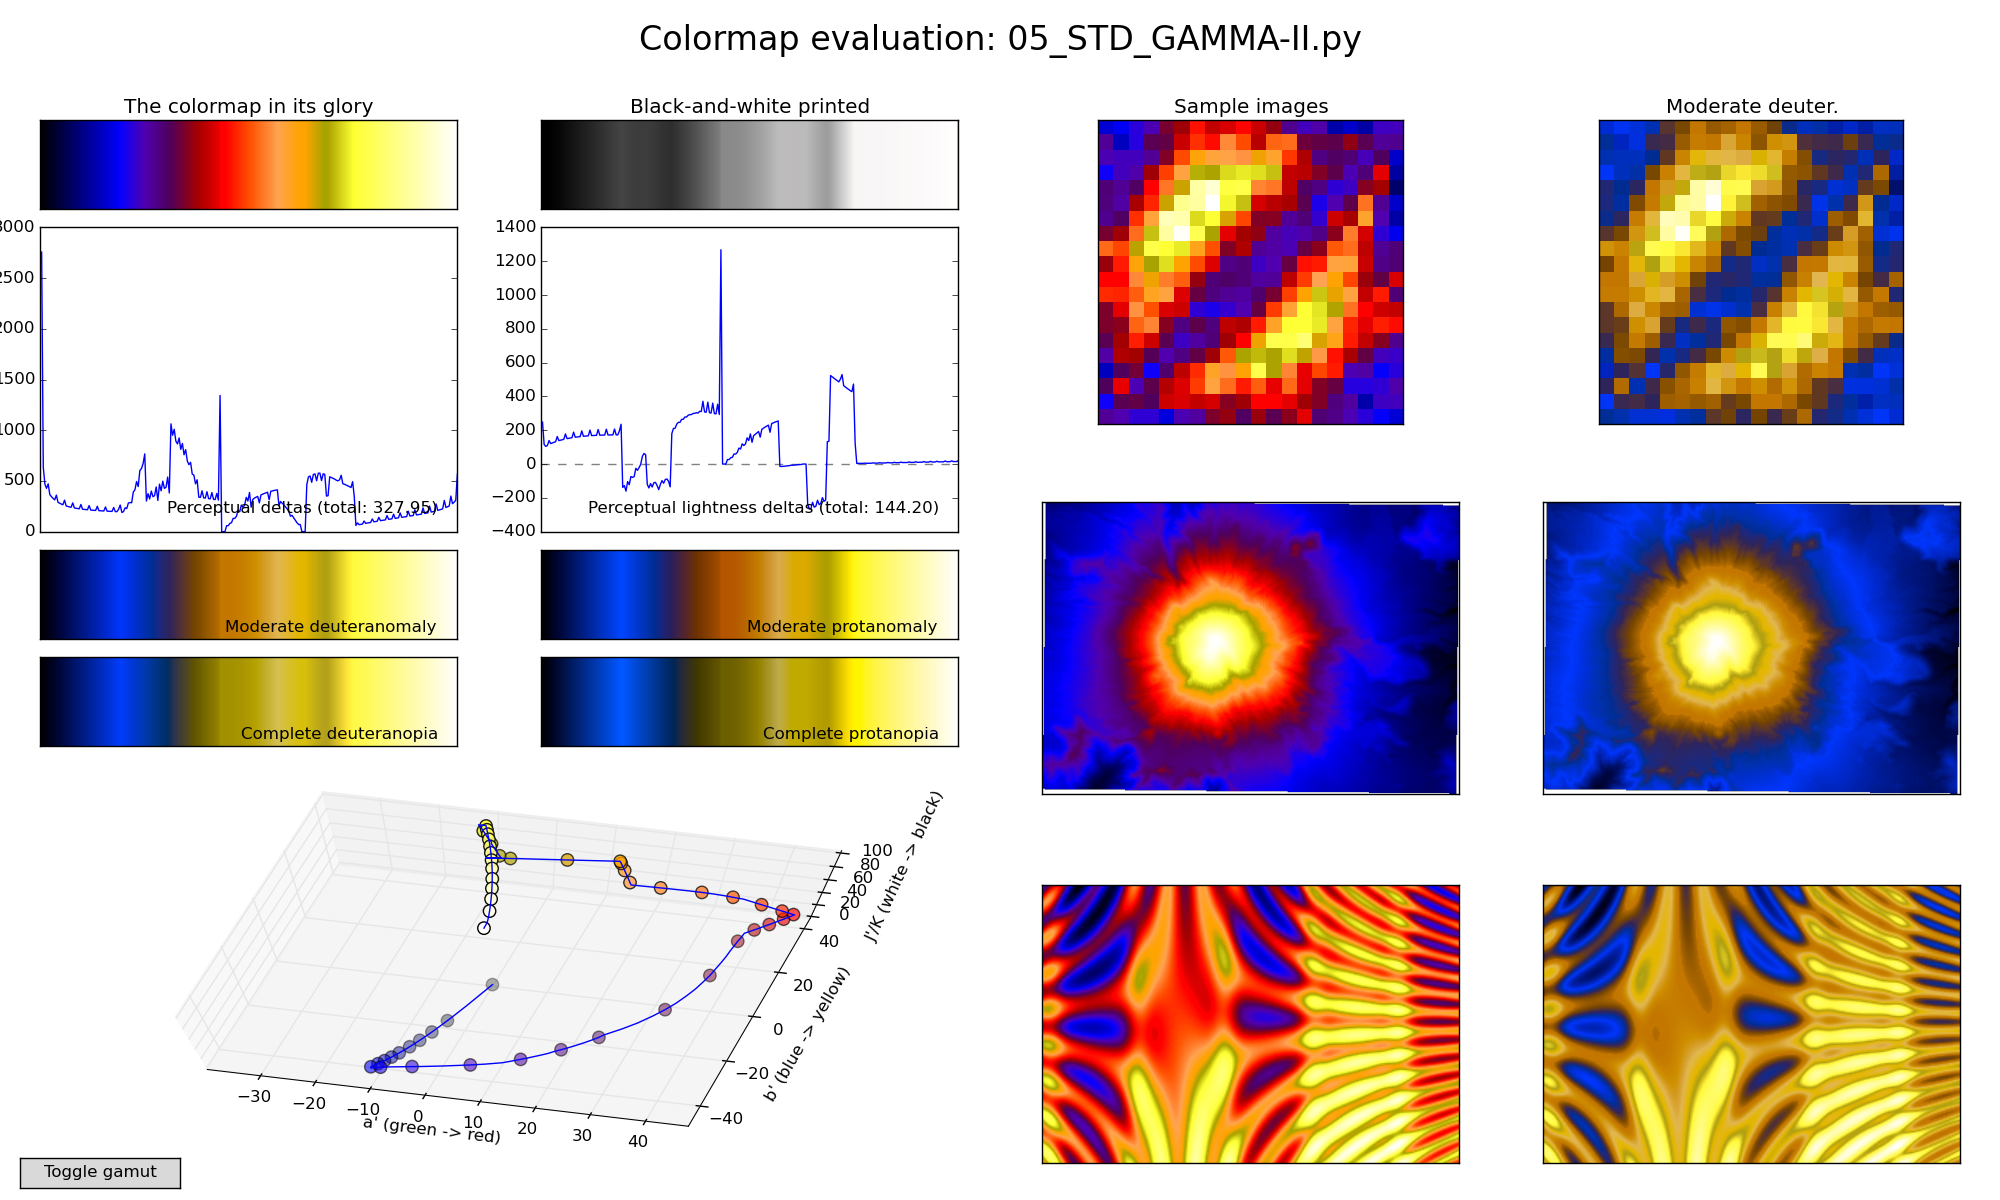 Colormap evaluation: 05_STD_GAMMA-II.py
The colormap in its glory
Black-and-white printed
Sample images
Moderate deuter.
3000
2500
2000
1500
1000
500
0
Perceptual deltas (total: 327.95)
1400
1200
1000
800
600
400
200
0
−200
−400
Perceptual lightness deltas (total: 144.20)
Moderate deuteranomaly
Moderate protanomaly
Complete deuteranopia
Complete protanopia
−30
−20
−10
0
10
20
30
40
a' (green -> red)
−40
−20
0
20
40
b' (blue -> yellow)
0
20
40
60
80
100
J'/K (white -> black)
Toggle gamut